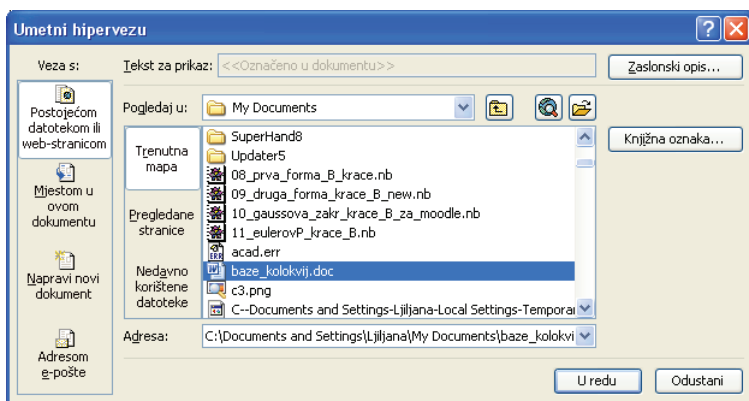 Umetni hipervezu
Veza s:
Tekst za prikaz: <<Označeno u dokumentu>>
Zaslonski opis...
Postojećom
datotekom ili
web-stranicom
Pogledaj u:
My Documents
Knjižna oznaka...
Trenutna
mapa
SuperHand8
Updater5
08_prva_forma_B_krace.nb
09_druga_forma_krace_B_new.nb
10_gaussova_zakr_krace_B_za_moodle.nb
11_eulerovP_krace_B.nb
acad.err
baze_kolokvij.doc
c3.png
C--Documents and Settings-Ljiljana-Local Settings-Temporar
Mjestom u
ovom
dokumentu
Pregledane
stranice
Napravi novi
dokument
Nedavno
korištene
datoteke
Adresom
e-pošte
Adresa:
C:\Documents and Settings\Ljiljana\My Documents\baze_kolokvi
U redu
Odustani